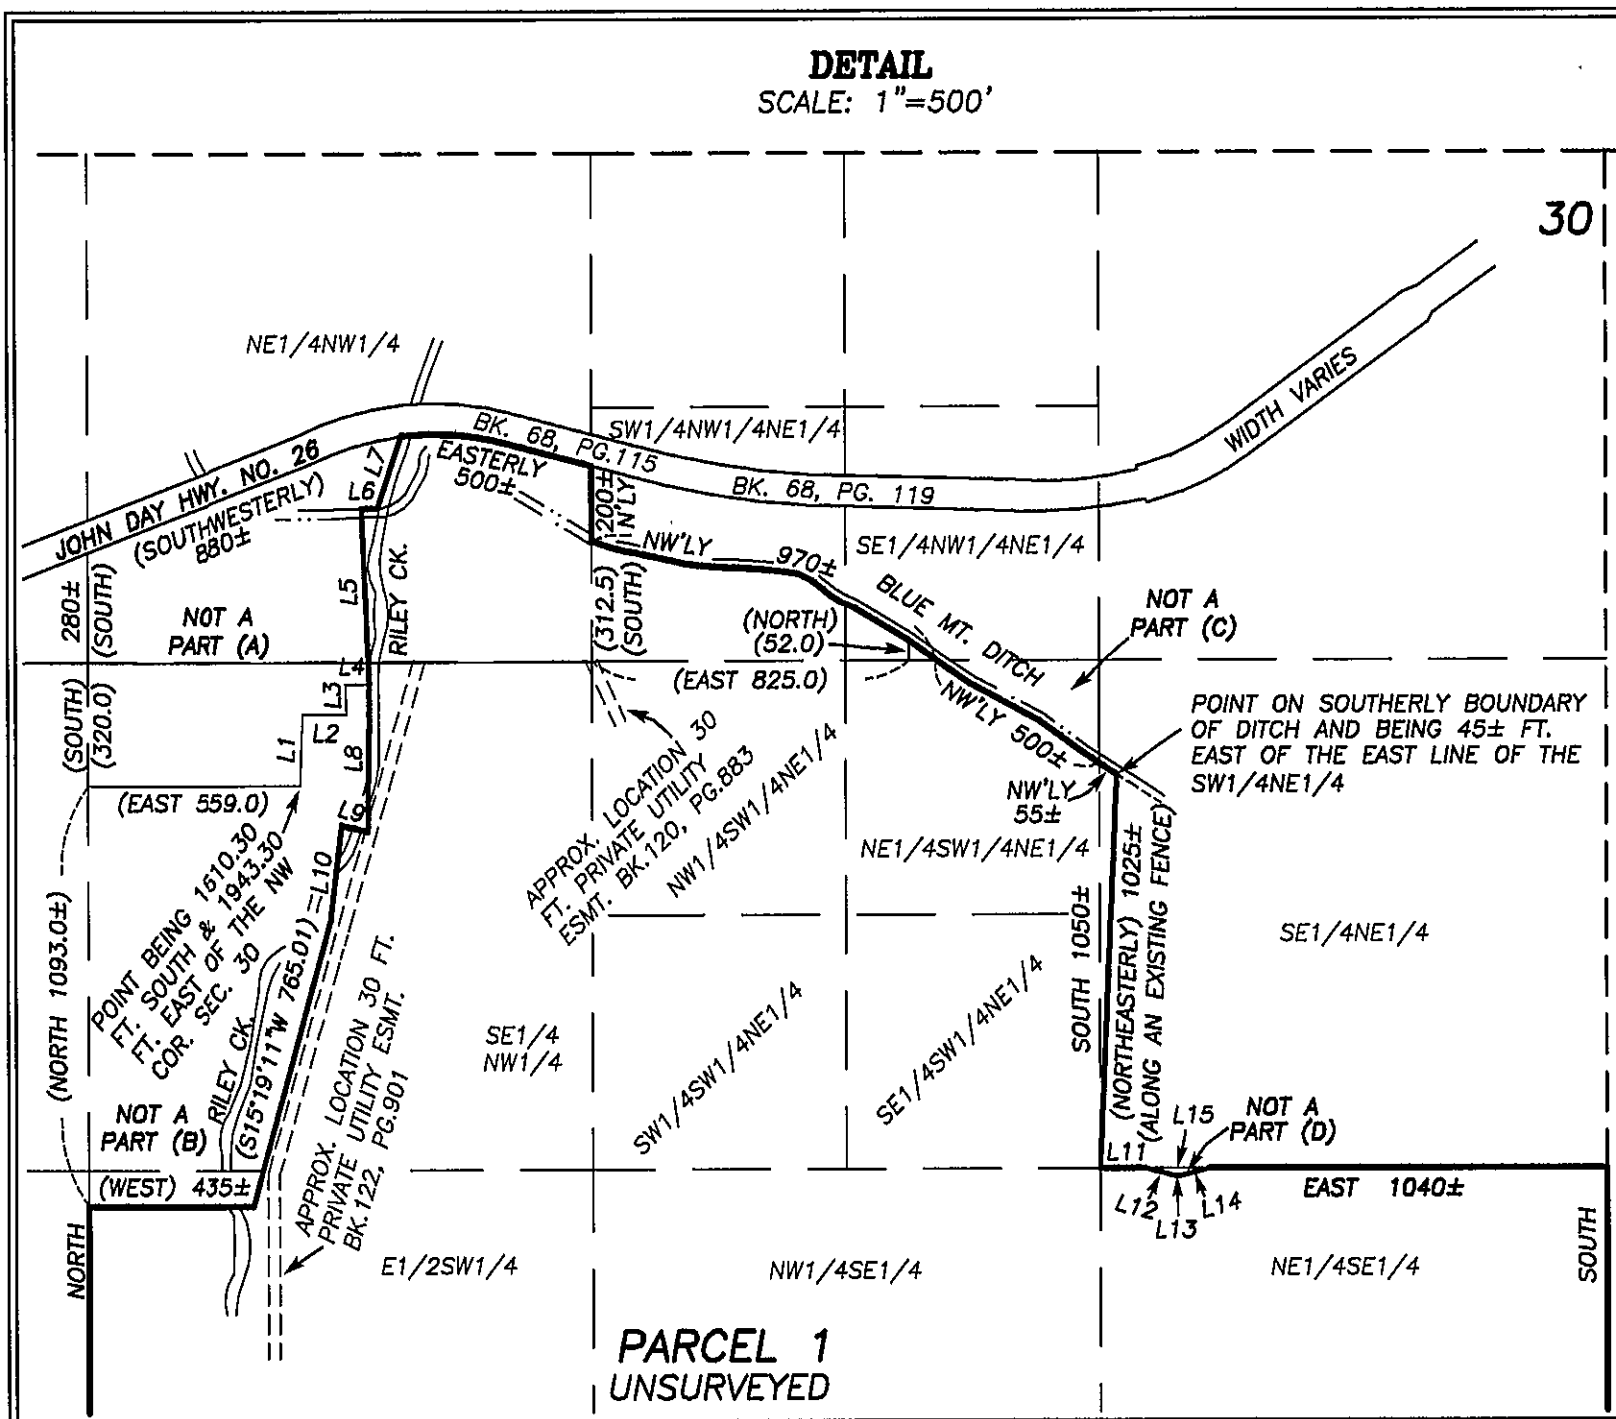 DETAIL
SCALE: 1"=500'
30
NE1/4NW1/4
BK. 68, PG.115
SW1/4NW1/4NE1/4
WIDTH VARIES
JOHN DAY HWY. NO. 26
(SOUTHWESTERLY)
880±
L7
L6
EASTERLY
500±
BK. 68, PG. 119
200±
N'LY
NW'LY 970±
SE1/4NW1/4NE1/4
280±
(SOUTH)
NOT A
PART (A)
L5
RILEY CK.
(312.5)
(SOUTH)
BLUE MT. DITCH
(NORTH)
(52.0)
NOT A
PART (C)
L4
(EAST 825.0)
(SOUTH)
(320.0)
L3
L2
L1
L8
NW'LY 500±
POINT ON SOUTHERLY BOUNDARY
OF DITCH AND BEING 45± FT.
EAST OF THE EAST LINE OF THE
SW1/4NE1/4
NW'LY
55±
(EAST 559.0)
L9
APPROX. LOCATION 30
FT. PRIVATE UTILITY
ESMT. BK.120, PG.883
NW1/4SW1/4NE1/4
NE1/4SW1/4NE1/4
L10
POINT BEING 1610.30
FT. SOUTH & 1943.30
FT. EAST OF THE NW
COR. SEC. 30
(NORTH 1093.0±)
(S15°19'11"W 765.01)
SE1/4NE1/4
SOUTH 1050±
(NORTHEASTERLY) 1025±
(ALONG AN EXISTING FENCE)
SE1/4
NW1/4
SW1/4SW1/4NE1/4
SE1/4SW1/4NE1/4
RILEY CK.
APPROX. LOCATION 30 FT.
PRIVATE UTILITY ESMT.
BK.122, PG.901
NOT A
PART (B)
L15
NOT A
PART (D)
L11
(WEST) 435±
L12
L13
L14
EAST 1040±
NORTH
E1/2SW1/4
NW1/4SE1/4
NE1/4SE1/4
SOUTH
PARCEL 1
UNSURVEYED